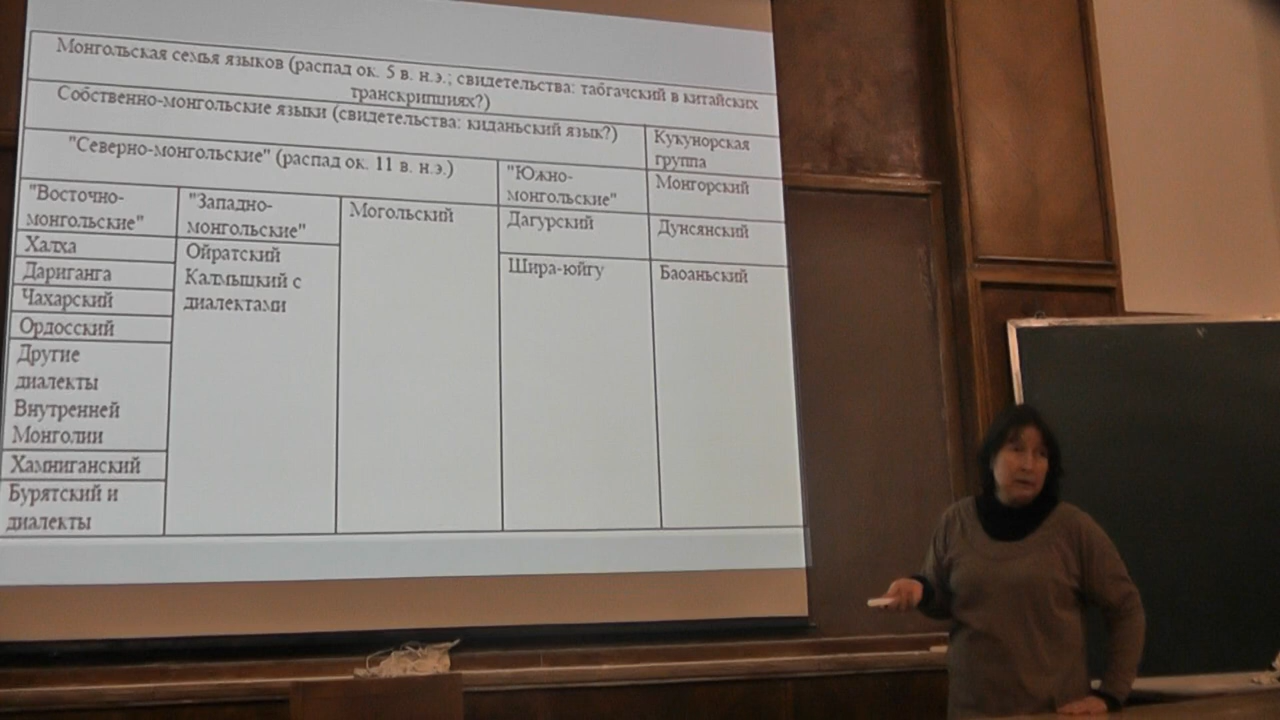 Монгольская семья языков (распад ок. 5 в. н.э.; свидетельства: табгачский в китайских
транскрипциях?)
Собственно-монгольские языки (свидетельства: киданьский язык?)
Кукунорская
группа
"Северно-монгольские" (распад ок. 11 в. н.э.)
"Южно-
монгольские"
Монгорский
"Восточно-
монгольские"
"Западно-
монгольские"
Могольский
Дагурский
Дунсянский
Халха
Ойратский
Калмыцкий с
диалектами
Шира-юйгу
Баоаньский
Дариганга
Чахарский
Ордосский
Другие
диалекты
Внутренней
Монголии
Хамниганский
Бурятский и
диалекты